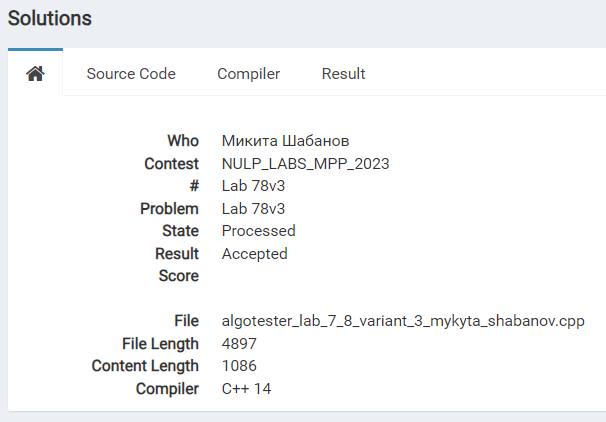 Solutions
Source Code Compiler Result
Who Микита Шабанов
Contest NULP_LABS_MPP_2023
# Lab 78v3
Problem Lab 78v3
State Processed
Result Accepted
Score
File algotester_lab_7_8_variant_3_mykyta_shabanov.cpp
File Length 4897
Content Length 1086
Compiler C++ 14